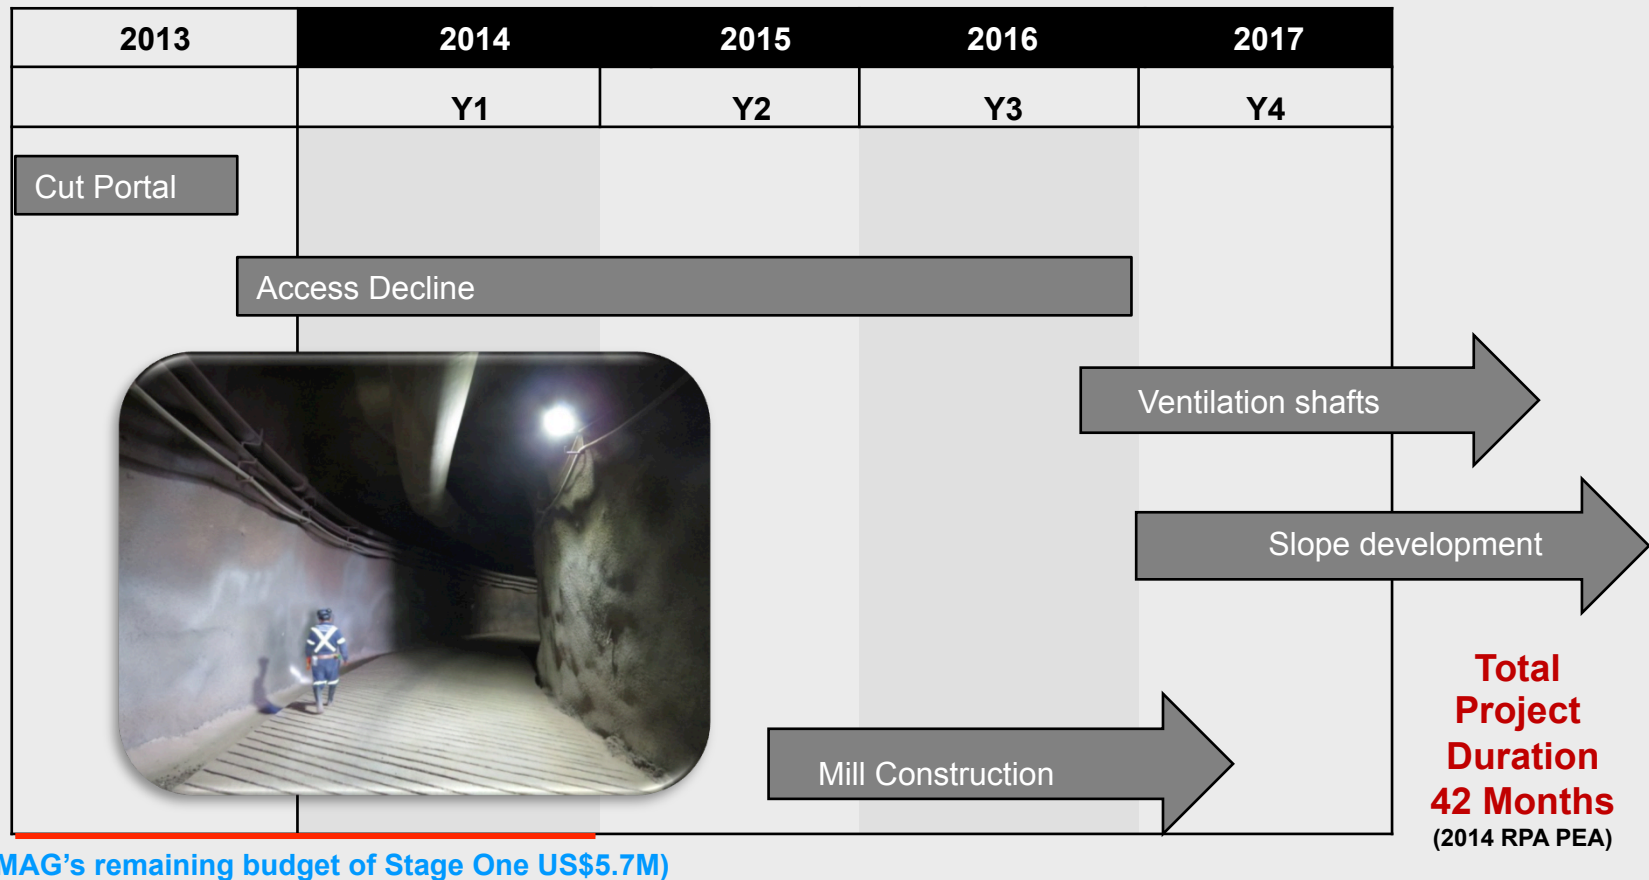 2013 2014 2015 2016 2017
Y1 Y2 Y3 Y4
Cut Portal
Access Decline
Ventilation shafts
Slope development
Mill Construction
Total
Project
Duration
42 Months
(2014 RPA PEA)
MAG’s remaining budget of Stage One US$5.7M)